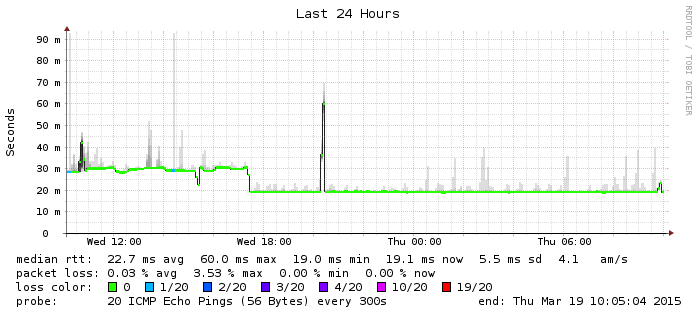 Last 24 Hours
RRDTOOL / TOBI OETIKER
Seconds
90 m
80 m
70 m
60 m
50 m
40 m
30 m
20 m
10 m
0
Wed 12:00 Wed 18:00 Thu 00:00 Thu 06:00
median rtt: 22.7 ms avg 60.0 ms max 19.0 ms min 19.1 ms now 5.5 ms sd 4.1 am/s
packet loss: 0.03 % avg 3.53 % max 0.00 % min 0.00 % now
loss color: 0 1/20 2/20 3/20 4/20 10/20 19/20
probe: 20 ICMP Echo Pings (56 Bytes) every 300s end: Thu Mar 19 10:05:04 2015